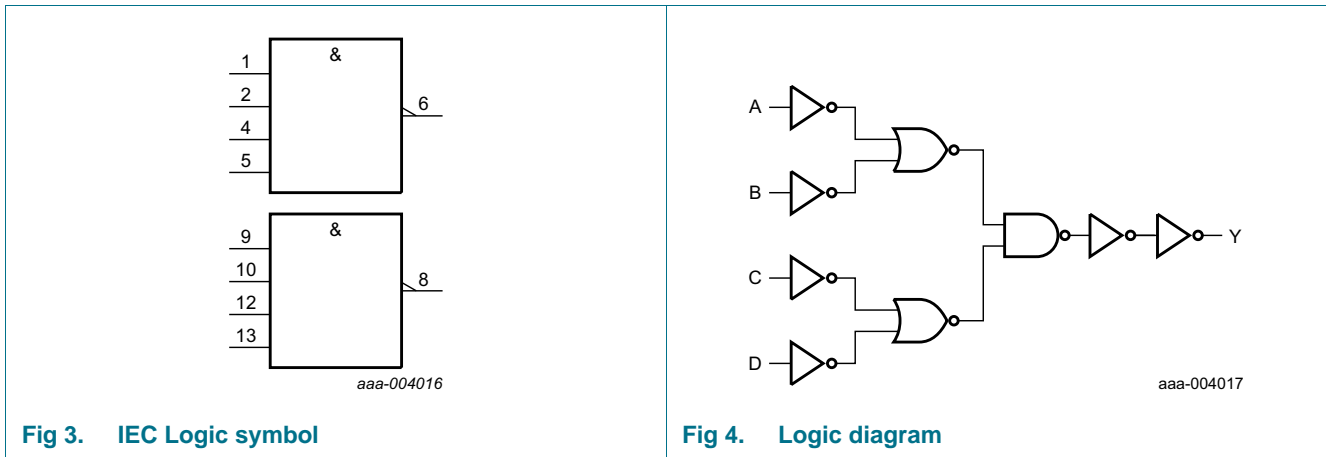 &
1
2
4
5
6
&
9
10
12
13
8
aaa-004016
Fig 3. IEC Logic symbol
A
B
C
D
Y
aaa-004017
Fig 4. Logic diagram